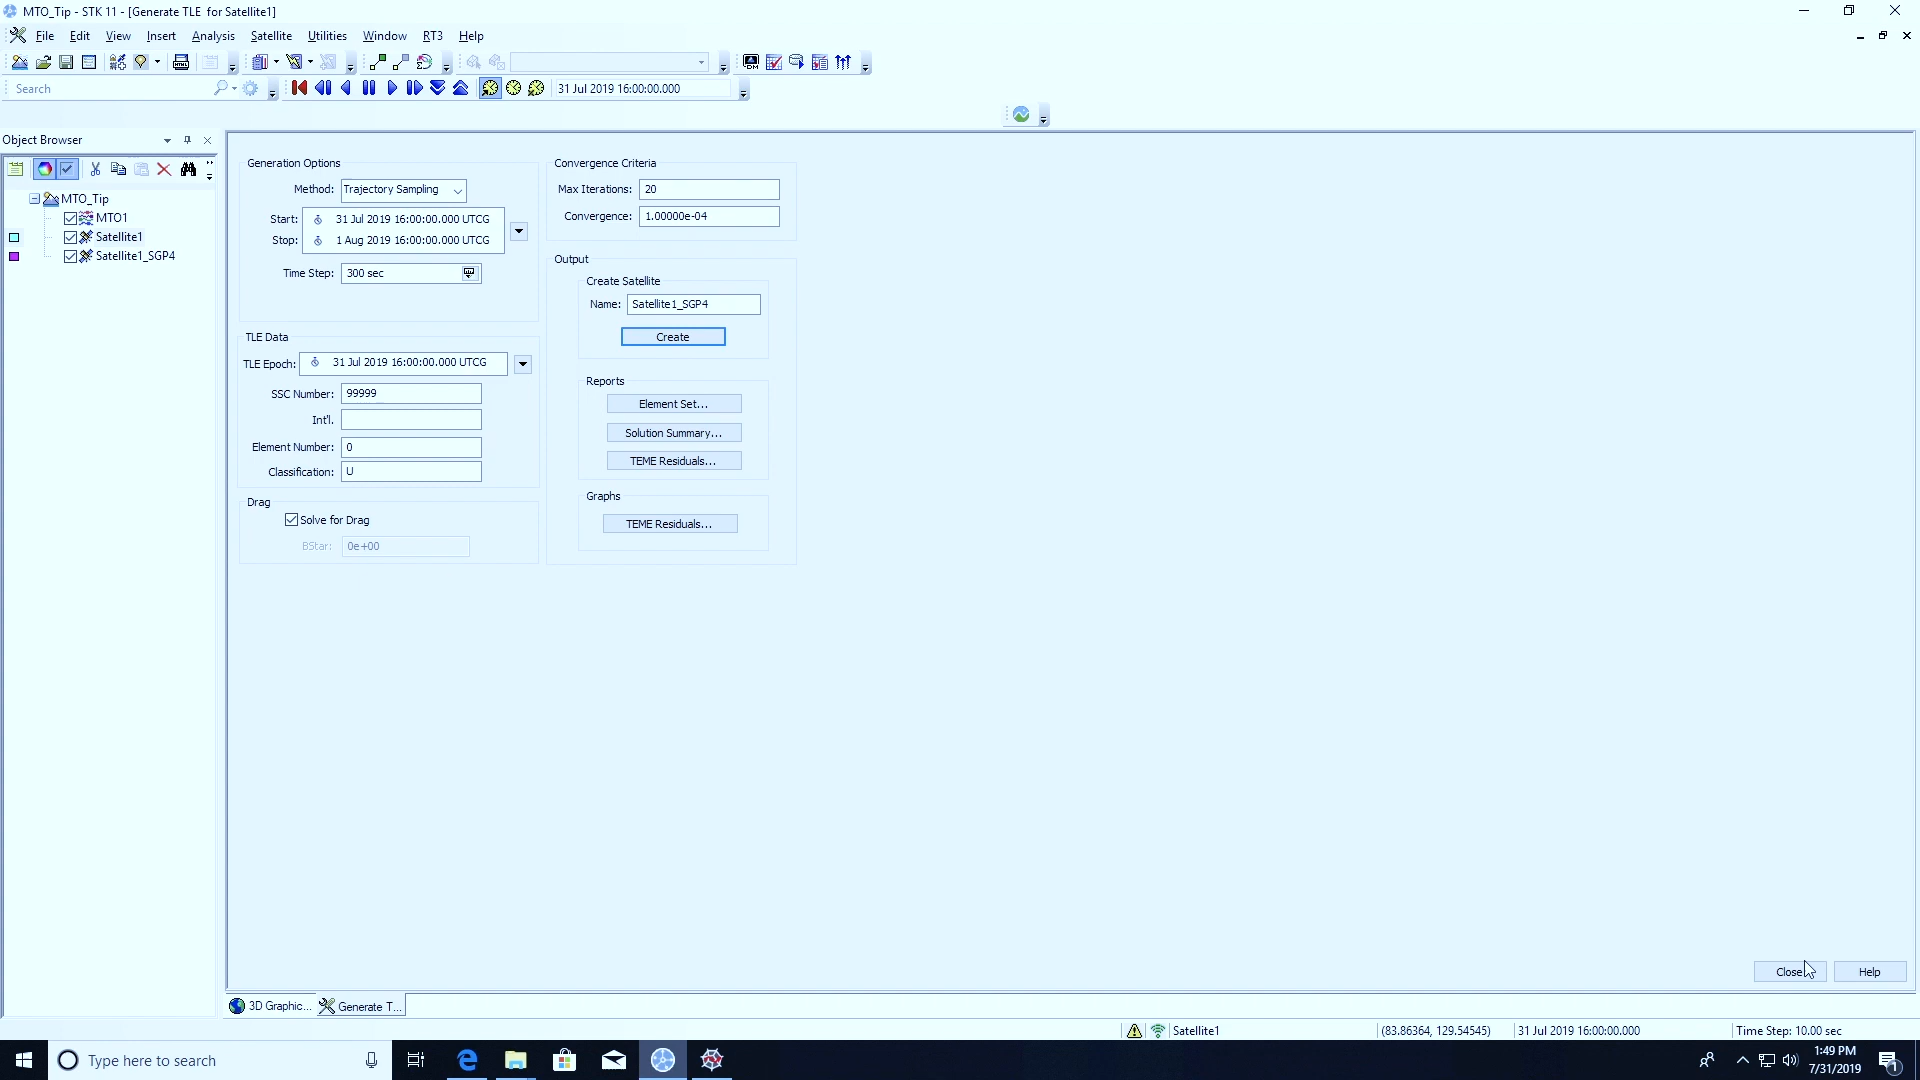 MTO_Tip - STK 11 - [Generate TLE for Satellite1]
File Edit View Insert Analysis Satellite Utilities Window RT3 Help
Search
31 Jul 2019 16:00:00.000
Object Browser
MTO_Tip
MTO1
Satellite1
Satellite1_SGP4
Generation Options
Method: Trajectory Sampling
Start: 31 Jul 2019 16:00:00.000 UTCG
Stop: 1 Aug 2019 16:00:00.000 UTCG
Time Step: 300 sec
TLE Data
TLE Epoch: 31 Jul 2019 16:00:00.000 UTCG
SSC Number: 99999
Int'l.
Element Number: 0
Classification: U
Drag
Solve for Drag
BStar: 0e+00
Convergence Criteria
Max Iterations: 20
Convergence: 1.00000e-04
Output
Create Satellite
Name: Satellite1_SGP4
Create
Reports
Element Set...
Solution Summary...
TEME Residuals...
Graphs
TEME Residuals...
Close Help
3D Graphic... Generate T...
Satellite1 (83.86364, 129.54545) 31 Jul 2019 16:00:00.000 Time Step: 10.00 sec
Type here to search
1:49 PM
7/31/2019
1